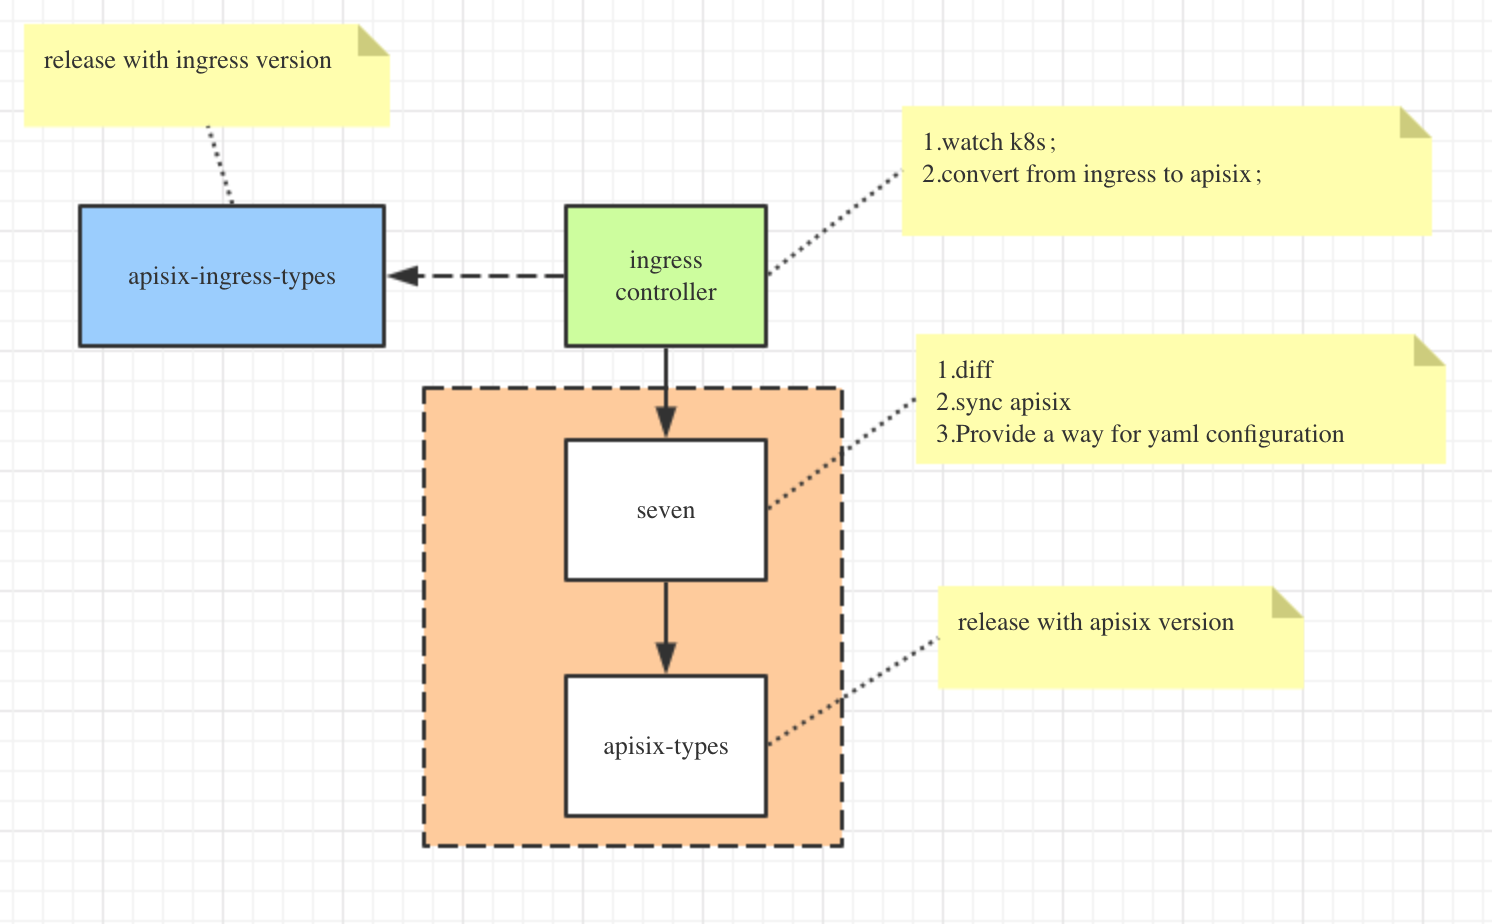 release with ingress version
1.watch k8s;
2.convert from ingress to apisix;
apisix-ingress-types
ingress
controller
1.diff
2.sync apisix
3.Provide a way for yaml configuration
seven
release with apisix version
apisix-types